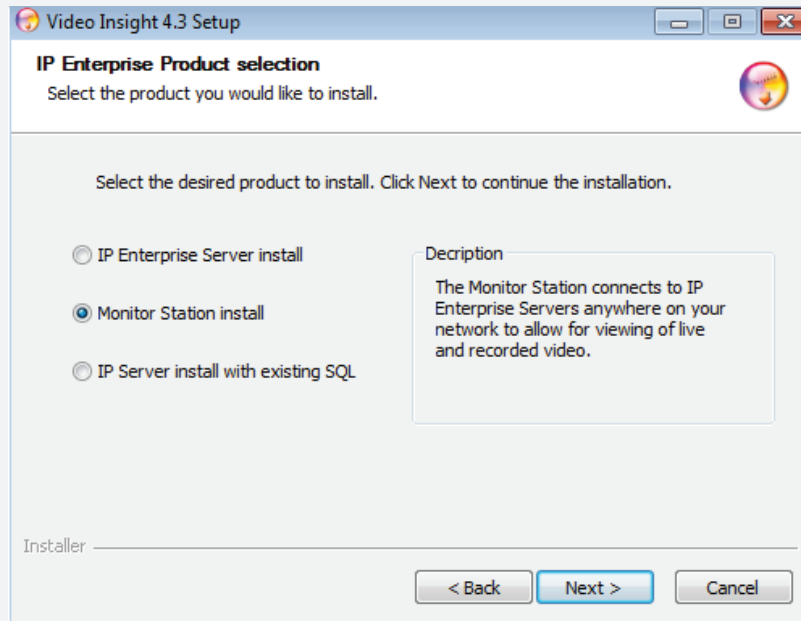 Video Insight 4.3 Setup
IP Enterprise Product selection
Select the product you would like to install.
Select the desired product to install. Click Next to continue the installation.
IP Enterprise Server install
Monitor Station install
IP Server install with existing SQL
Decription
The Monitor Station connects to IP
Enterprise Servers anywhere on your
network to allow for viewing of live
and recorded video.
Installer
< Back
Next >
Cancel